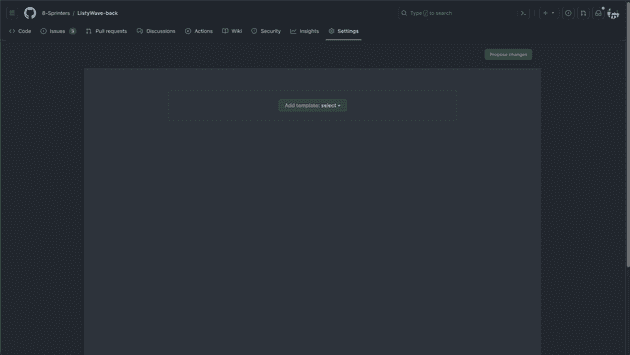 8-Sprinters / ListyWave-back
Type / to search
Code
Issues 3
Pull requests
Discussions
Actions
Wiki
Security
Insights
Settings
Propose changes
Add template: select